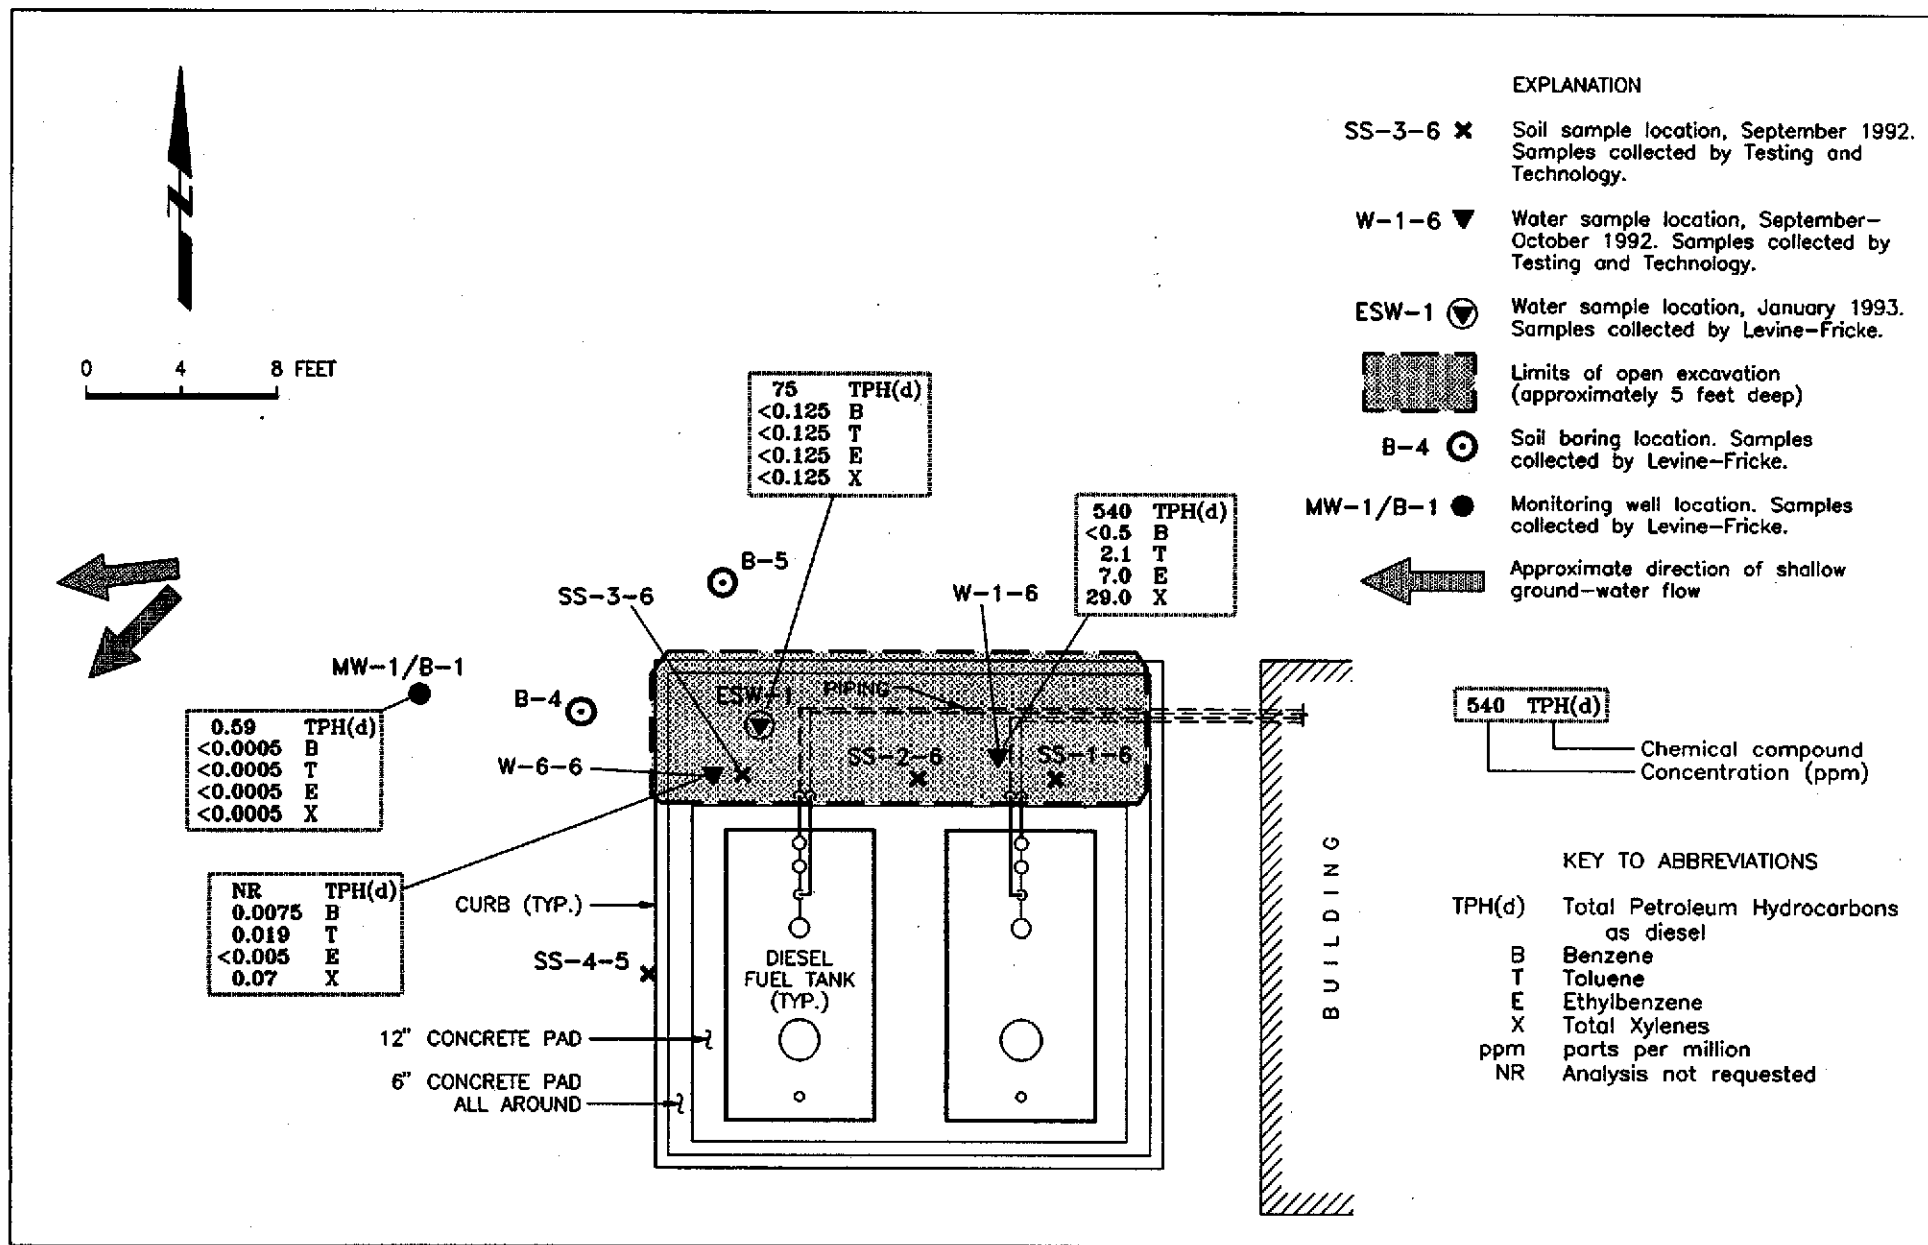 EXPLANATION
SS-3-6 Soil sample location, September 1992.
Samples collected by Testing and
Technology.
W-1-6 Water sample location, September-
October 1992. Samples collected by
Testing and Technology.
ESW-1 Water sample location, January 1993.
Samples collected by Levine-Fricke.
Limits of open excavation
(approximately 5 feet deep)
B-4 Soil boring location. Samples
collected by Levine-Fricke.
MW-1/B-1 Monitoring well location. Samples
collected by Levine-Fricke.
Approximate direction of shallow
ground-water flow
N
0 4 8 FEET
75 TPH(d)
<0.125 B
<0.125 T
<0.125 E
<0.125 X
540 TPH(d)
<0.5 B
2.1 T
7.0 E
29.0 X
B-5
SS-3-6
W-1-6
MW-1/B-1
B-4
ESW-1
PIPING
0.59 TPH(d)
<0.0005 B
<0.0005 T
<0.0005 E
<0.0005 X
W-6-6
SS-2-6
SS-1-6
NR TPH(d)
0.0075 B
0.019 T
<0.005 E
0.07 X
CURB (TYP.)
SS-4-5
DIESEL
FUEL TANK
(TYP.)
12" CONCRETE PAD
6" CONCRETE PAD
ALL AROUND
BUILDING
540 TPH(d)
Chemical compound
Concentration (ppm)
KEY TO ABBREVIATIONS
TPH(d) Total Petroleum Hydrocarbons
as diesel
B Benzene
T Toluene
E Ethylbenzene
X Total Xylenes
ppm parts per million
NR Analysis not requested